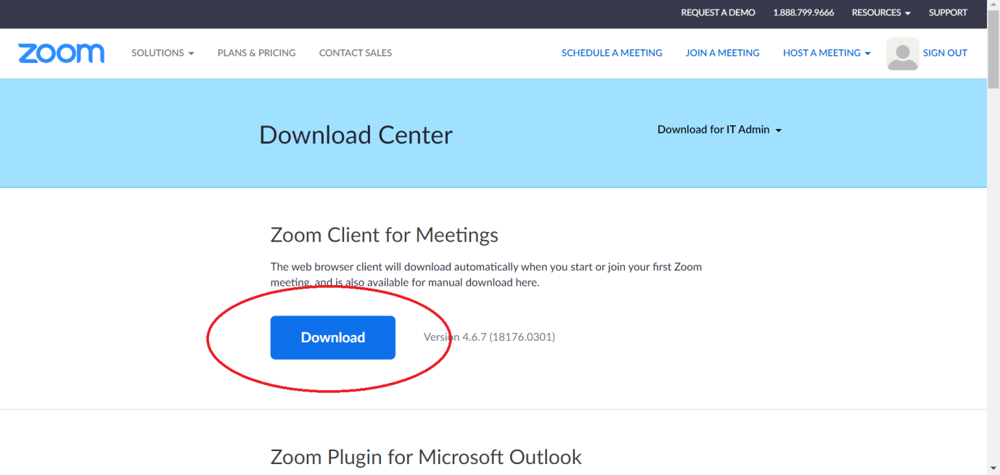 REQUEST A DEMO 1.888.799.9666 RESOURCES SUPPORT
zoom SOLUTIONS PLANS & PRICING CONTACT SALES SCHEDULE A MEETING JOIN A MEETING HOST A MEETING SIGN OUT
Download Center
Download for IT Admin
Zoom Client for Meetings
The web browser client will download automatically when you start or join your first Zoom
meeting, and is also available for manual download here.
Download Version 4.6.7 (18176.0301)
Zoom Plugin for Microsoft Outlook